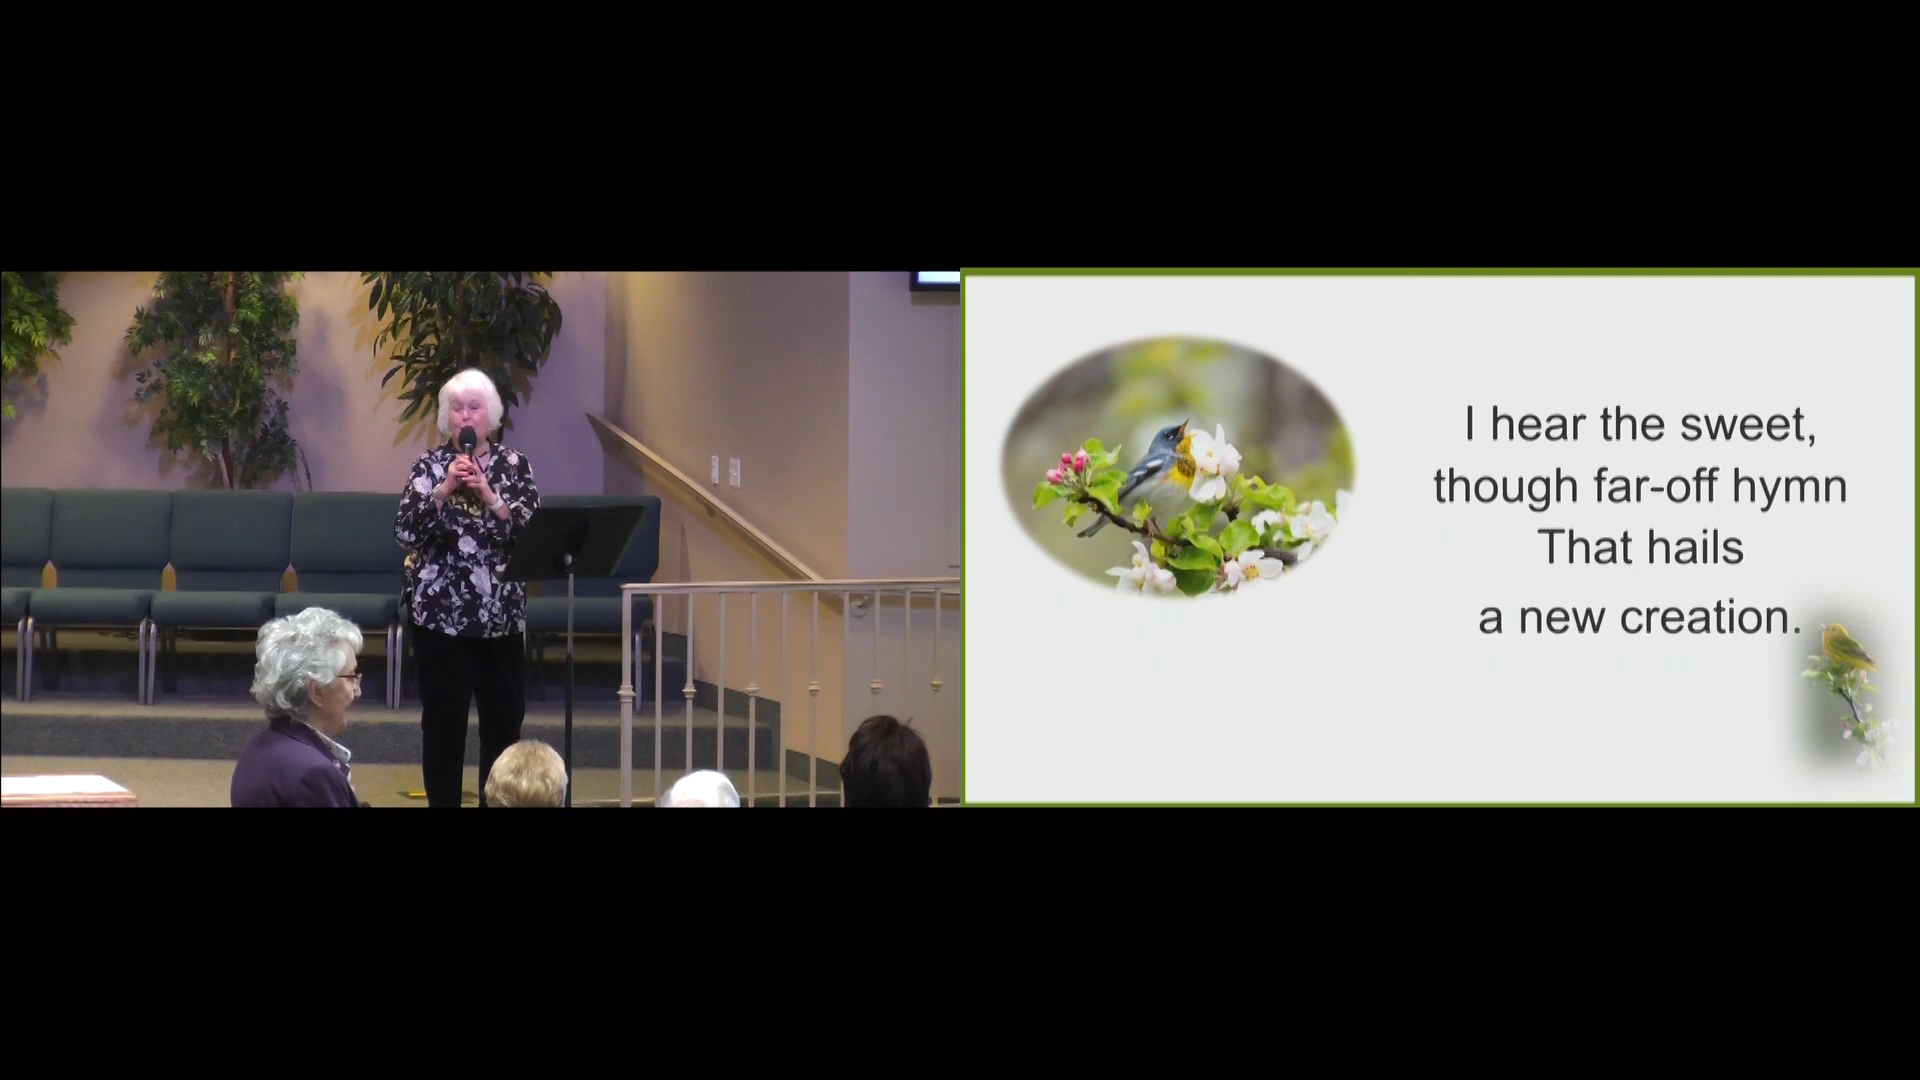 I hear the sweet,
though far-off hymn
That hails
a new creation.